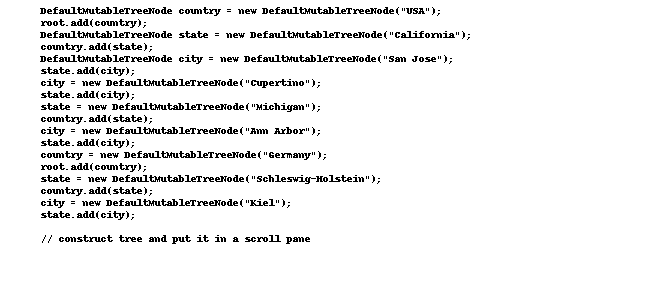 DefaultMutableTreeNode country = new DefaultMutableTreeNode("USA");
root.add(country);
DefaultMutableTreeNode state = new DefaultMutableTreeNode("California");
country.add(state);
DefaultMutableTreeNode city = new DefaultMutableTreeNode("San Jose");
state.add(city);
city = new DefaultMutableTreeNode("Cupertino");
state.add(city);
state = new DefaultMutableTreeNode("Michigan");
country.add(state);
city = new DefaultMutableTreeNode("Ann Arbor");
state.add(city);
country = new DefaultMutableTreeNode("Germany");
root.add(country);
state = new DefaultMutableTreeNode("Schleswig-Holstein");
country.add(state);
city = new DefaultMutableTreeNode("Kiel");
state.add(city);
// construct tree and put it in a scroll pane